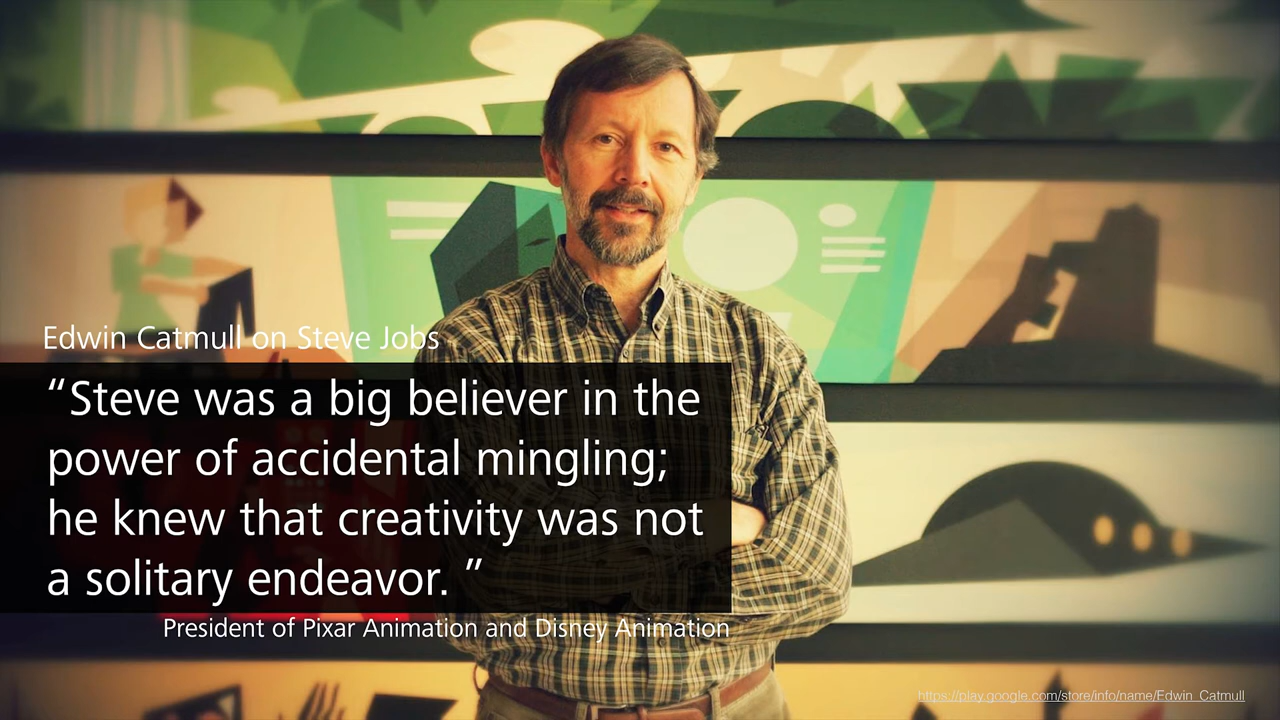 Edwin Catmull on Steve Jobs
“Steve was a big believer in the
power of accidental mingling;
he knew that creativity was not
a solitary endeavor. ”
President of Pixar Animation and Disney Animation
https://play.google.com/store/info/name/Edwin_Catmull